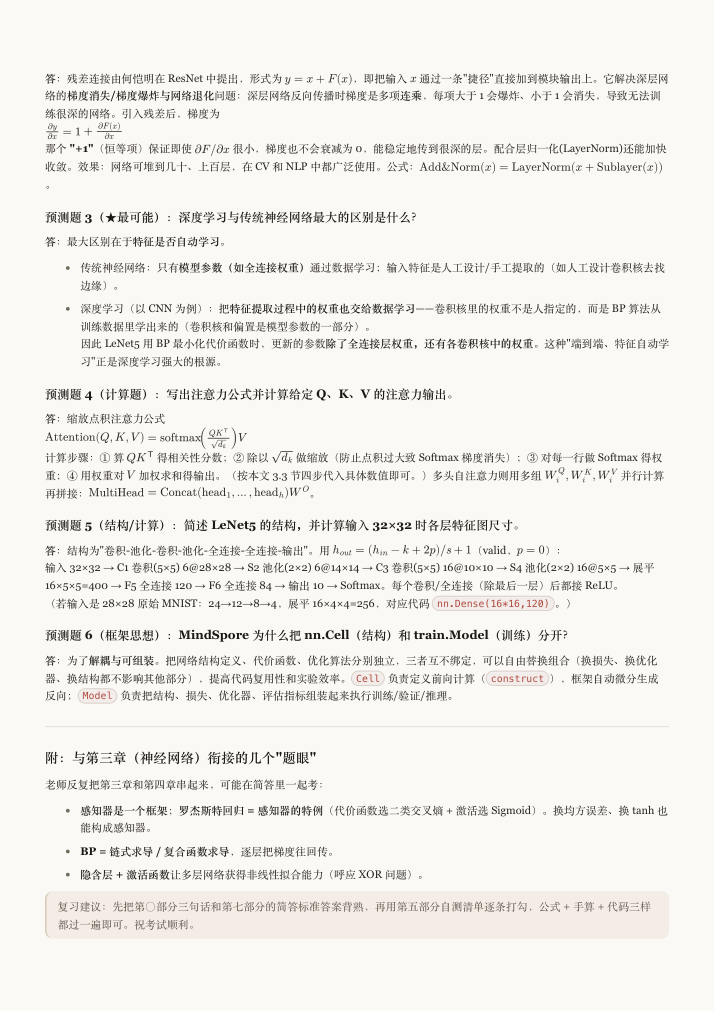 答：残差连接由何恺明在 ResNet 中提出，形式为 y = x + F(x)，即把输入 x 通过一条"捷径"直接加到模块输出上。它解决深层网
络的梯度消失/梯度爆炸与网络退化问题：深层网络反向传播时梯度是多项连乘，每项大于 1 会爆炸、小于 1 会消失，导致无法训
练很深的网络。引入残差后，梯度为
∂y/∂x = 1 + ∂F(x)/∂x
那个 "+1"（恒等项）保证即使 ∂F/∂x 很小，梯度也不会衰减为 0，能稳定地传到很深的层。配合层归一化(LayerNorm)还能加快
收敛。效果：网络可堆到几十、上百层，在 CV 和 NLP 中都广泛使用。公式：Add&Norm(x) = LayerNorm(x + Sublayer(x))
。
预测题 3（★最可能）：深度学习与传统神经网络最大的区别是什么?
答：最大区别在于特征是否自动学习。
• 传统神经网络：只有模型参数（如全连接权重）通过数据学习；输入特征是人工设计/手工提取的（如人工设计卷积核去找
边缘）。
• 深度学习（以 CNN 为例）：把特征提取过程中的权重也交给数据学习——卷积核里的权重不是人指定的，而是 BP 算法从
训练数据里学出来的（卷积核和偏置是模型参数的一部分）。
因此 LeNet5 用 BP 最小化代价函数时，更新的参数除了全连接层权重，还有各卷积核中的权重。这种"端到端、特征自动学
习"正是深度学习强大的根源。
预测题 4（计算题）：写出注意力公式并计算给定 Q、K、V 的注意力输出。
答：缩放点积注意力公式
Attention(Q, K, V) = softmax(QK⊤/√dk)V
计算步骤：① 算 QK⊤ 得相关性分数；② 除以 √dk 做缩放（防止点积过大致 Softmax 梯度消失）；③ 对每一行做 Softmax 得权
重；④ 用权重对 V 加权求和得输出。（按本文 3.3 节四步代入具体数值即可。）多头自注意力则用多组 W_i^Q, W_i^K, W_i^V 并行计算
再拼接：MultiHead = Concat(head₁, … , head_h)W^O。
预测题 5（结构/计算）：简述 LeNet5 的结构，并计算输入 32×32 时各层特征图尺寸。
答：结构为"卷积-池化-卷积-池化-全连接-全连接-输出"。用 h_out = (h_in − k + 2p)/s + 1（valid，p = 0）：
输入 32×32 → C1 卷积(5×5) 6@28×28 → S2 池化(2×2) 6@14×14 → C3 卷积(5×5) 16@10×10 → S4 池化(2×2) 16@5×5 → 展平
16×5×5=400 → F5 全连接 120 → F6 全连接 84 → 输出 10 → Softmax。每个卷积/全连接（除最后一层）后都接 ReLU。
（若输入是 28×28 原始 MNIST：24→12→8→4，展平 16×4×4=256，对应代码 nn.Dense(16*16,120) 。）
预测题 6（框架思想）：MindSpore 为什么把 nn.Cell（结构）和 train.Model（训练）分开?
答：为了解耦与可组装。把网络结构定义、代价函数、优化算法分别独立，三者互不绑定，可以自由替换组合（换损失、换优化
器、换结构都不影响其他部分），提高代码复用性和实验效率。Cell 负责定义前向计算（construct），框架自动微分生成
反向；Model 负责把结构、损失、优化器、评估指标组装起来执行训练/验证/推理。
附：与第三章（神经网络）衔接的几个"题眼"
老师反复把第三章和第四章串起来，可能在简答里一起考：
• 感知器是一个框架；罗杰斯特回归 = 感知器的特例（代价函数选二类交叉熵 + 激活选 Sigmoid）。换均方误差、换 tanh 也
能构成感知器。
• BP = 链式求导 / 复合函数求导，逐层把梯度往回传。
• 隐含层 + 激活函数让多层网络获得非线性拟合能力（呼应 XOR 问题）。
复习建议：先把第〇部分三句话和第七部分的简答标准答案背熟，再用第五部分自测清单逐条打勾，公式 + 手算 + 代码三样
都过一遍即可。祝考试顺利。